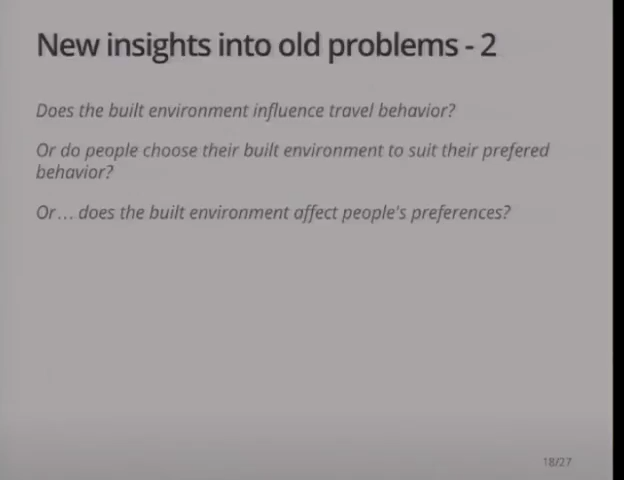 New insights into old problems - 2
Does the built environment influence travel behavior?
Or do people choose their built environment to suit their prefered
behavior?
Or... does the built environment affect people's preferences?
18/27